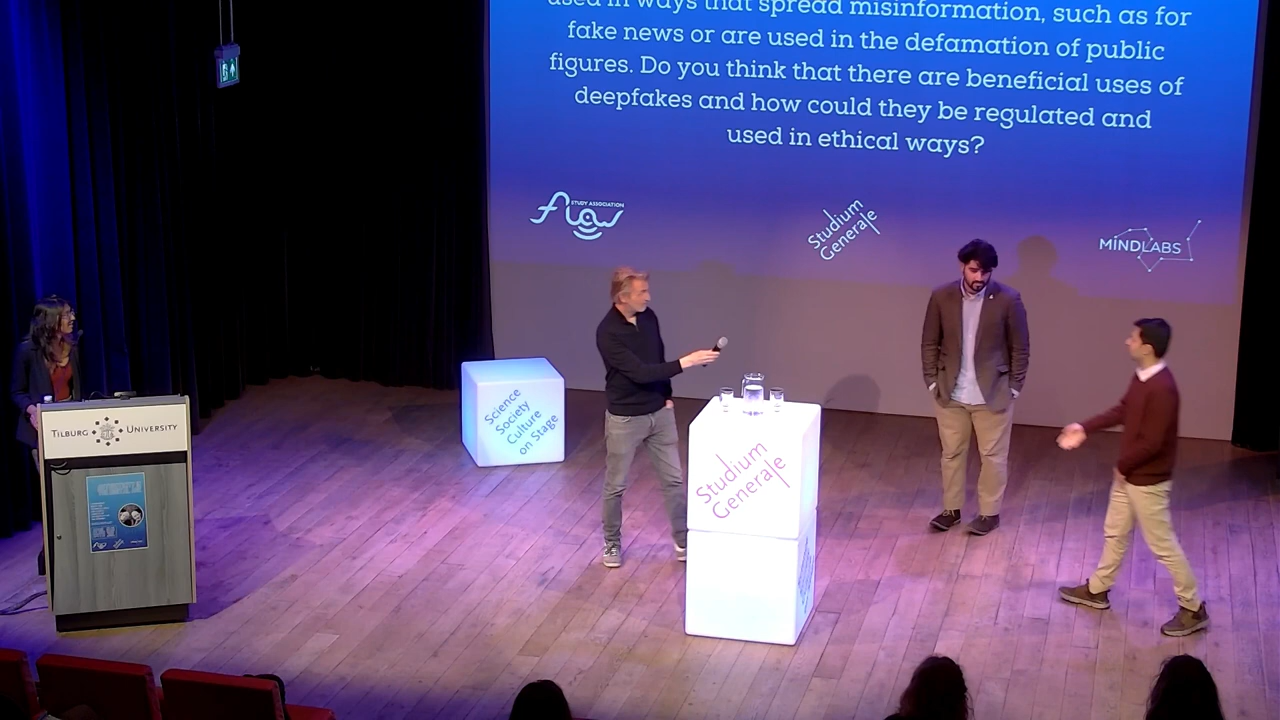 used in ways that spread misinformation, such as for
fake news or are used in the defamation of public
figures. Do you think that there are beneficial uses of
deepfakes and how could they be regulated and
used in ethical ways?
STUDY ASSOCIATION
flow
Studium
Generale
MINDLABS
Science
Society
Culture
on Stage
TILBURG UNIVERSITY
Studium
Generale